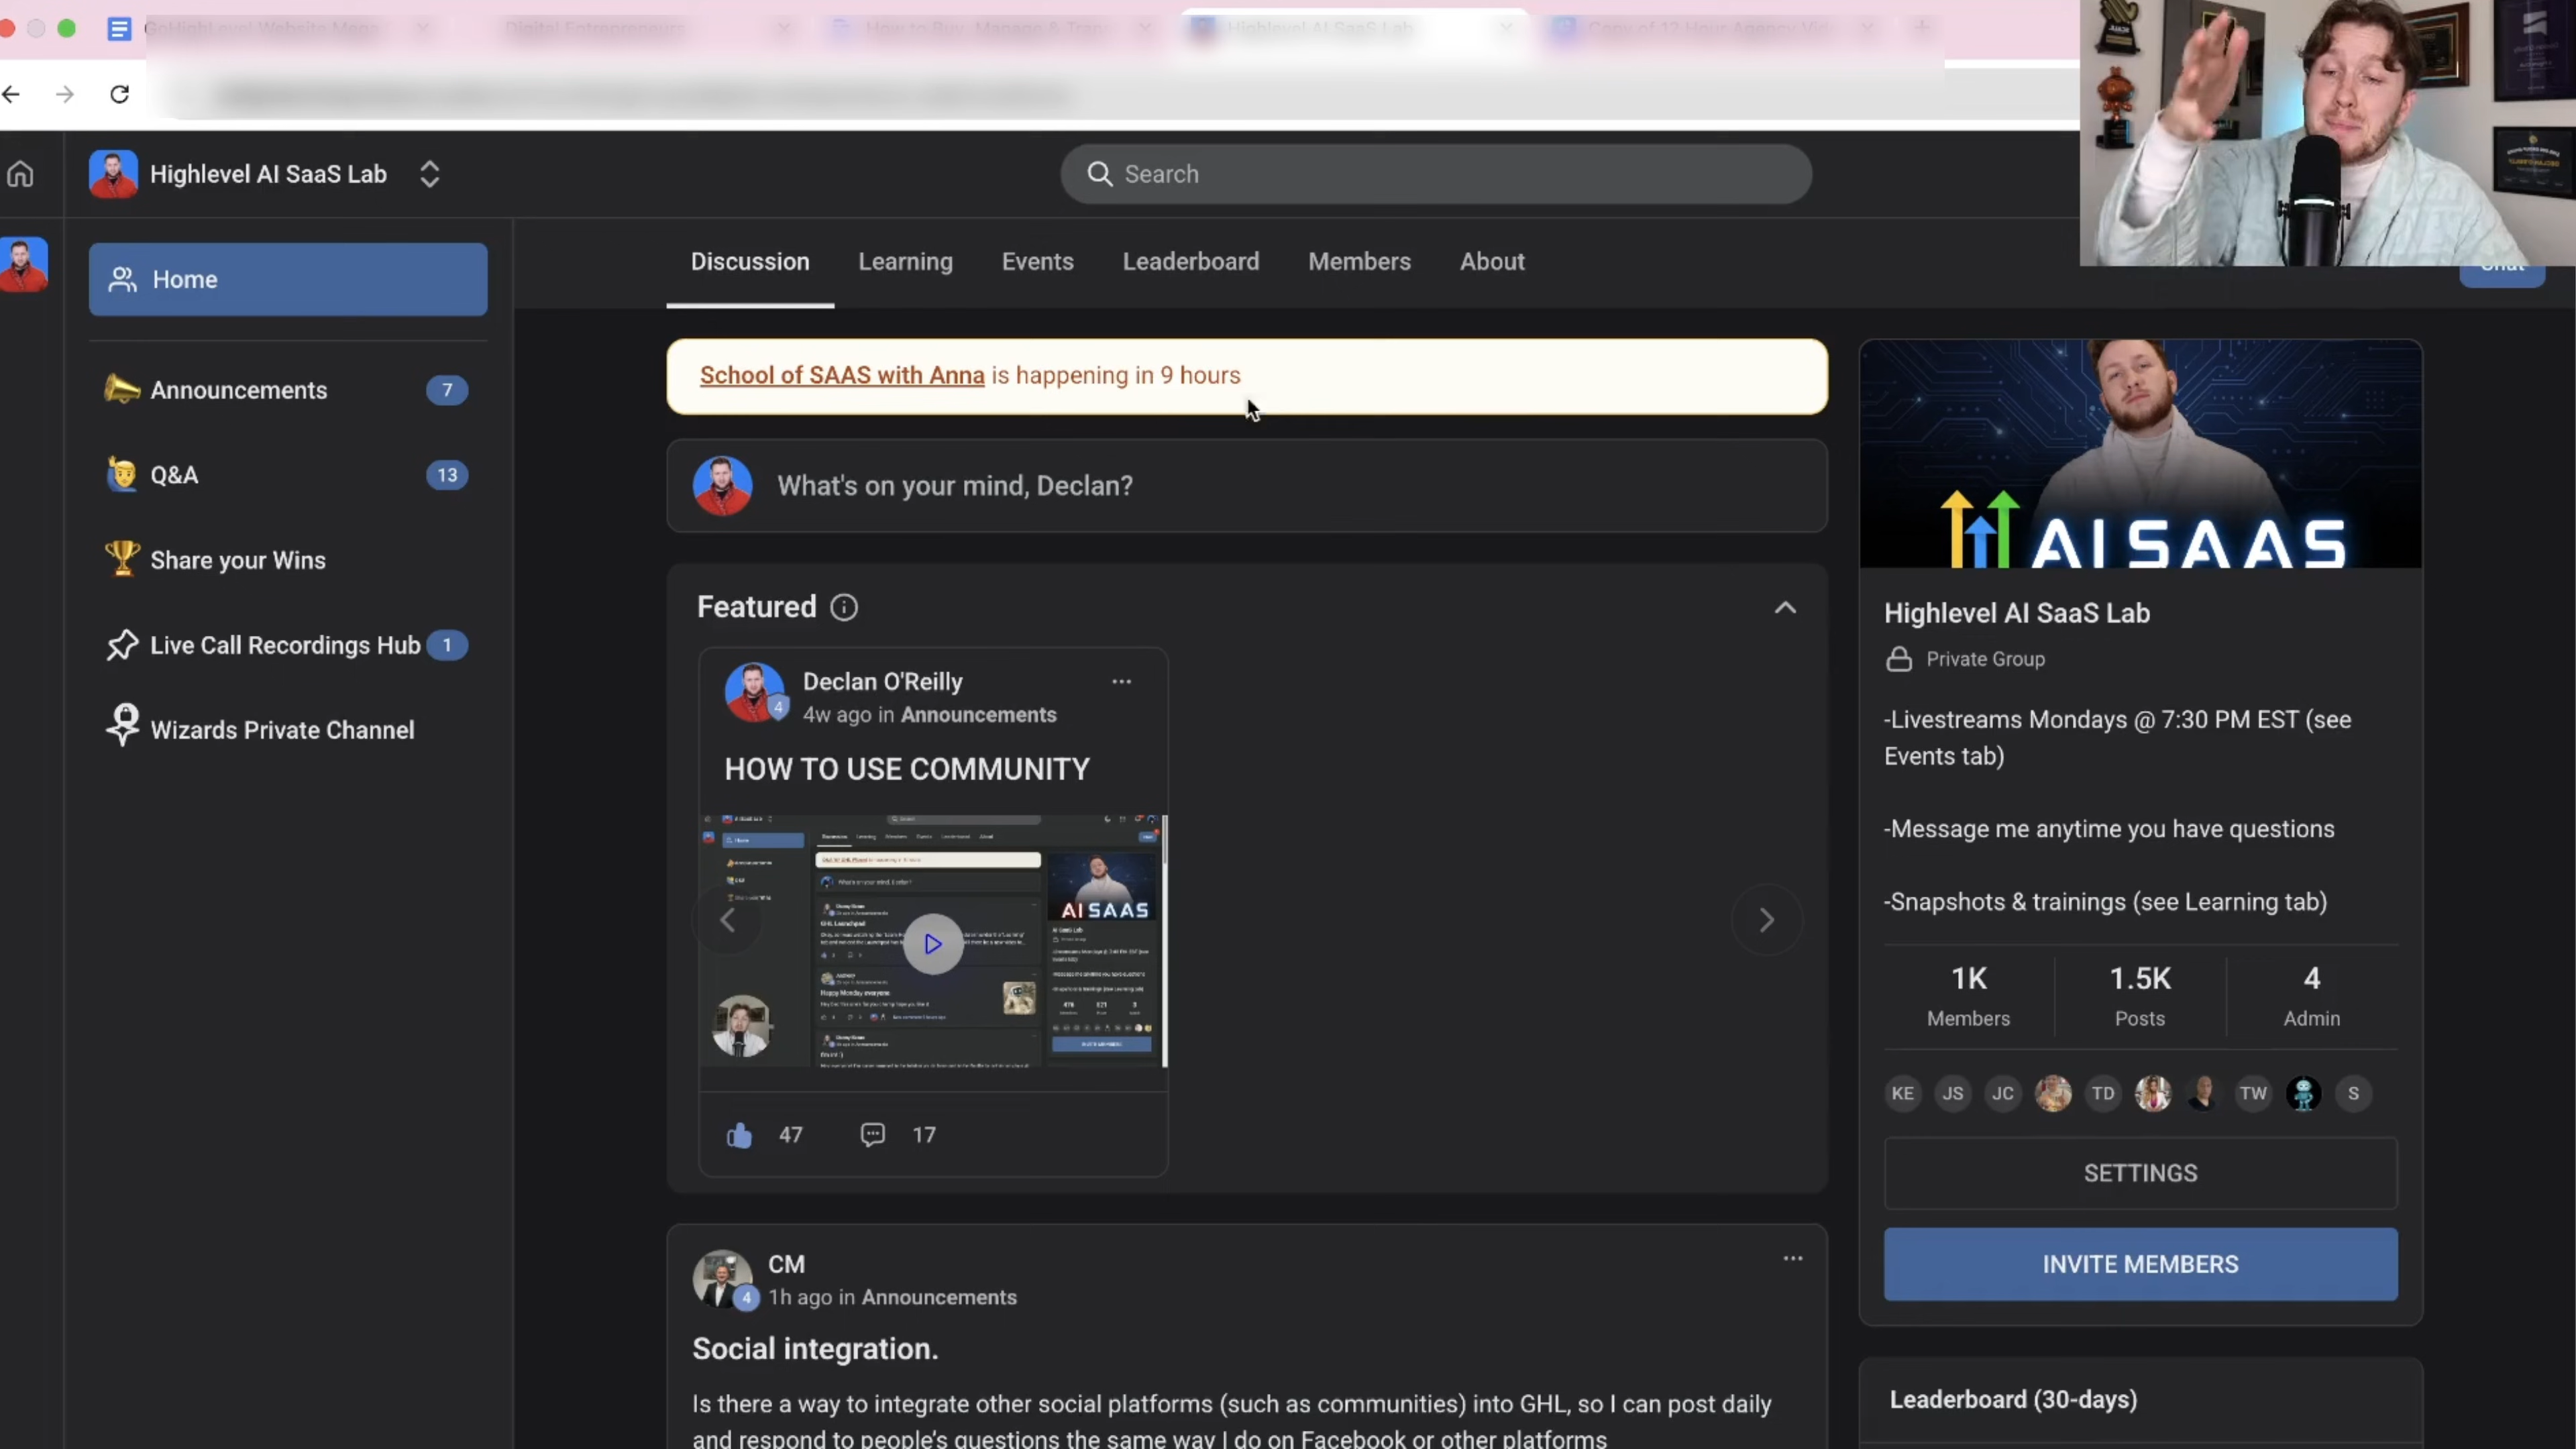 Highlevel AI SaaS Lab
Search
Home
Announcements 7
Q&A 13
Share your Wins
Live Call Recordings Hub 1
Wizards Private Channel
Discussion Learning Events Leaderboard Members About
School of SAAS with Anna is happening in 9 hours
What's on your mind, Declan?
Featured
Declan O'Reilly
4
4w ago in Announcements
HOW TO USE COMMUNITY
AI SAAS
47 17
CM
4
1h ago in Announcements
Social integration.
Is there a way to integrate other social platforms (such as communities) into GHL, so I can post daily
and respond to people's questions the same way I do on Facebook or other platforms
AI SAAS
Highlevel AI SaaS Lab
Private Group
-Livestreams Mondays @ 7:30 PM EST (see
Events tab)
-Message me anytime you have questions
-Snapshots & trainings (see Learning tab)
1K 1.5K 4
Members Posts Admin
KE JS JC TD TW S
SETTINGS
INVITE MEMBERS
Leaderboard (30-days)